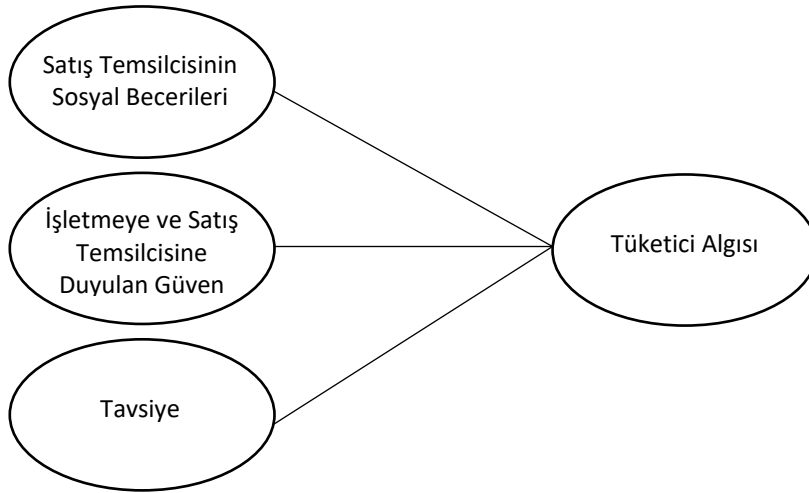 Satış Temsilcisinin
Sosyal Becerileri
İşletmeye ve Satış
Temsilcisine
Duyulan Güven
Tüketici Algısı
Tavsiye